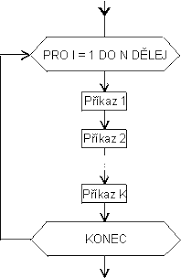 PRO I = 1 DO N DĚLEJ
Příkaz 1
Příkaz 2
Příkaz K
KONEC